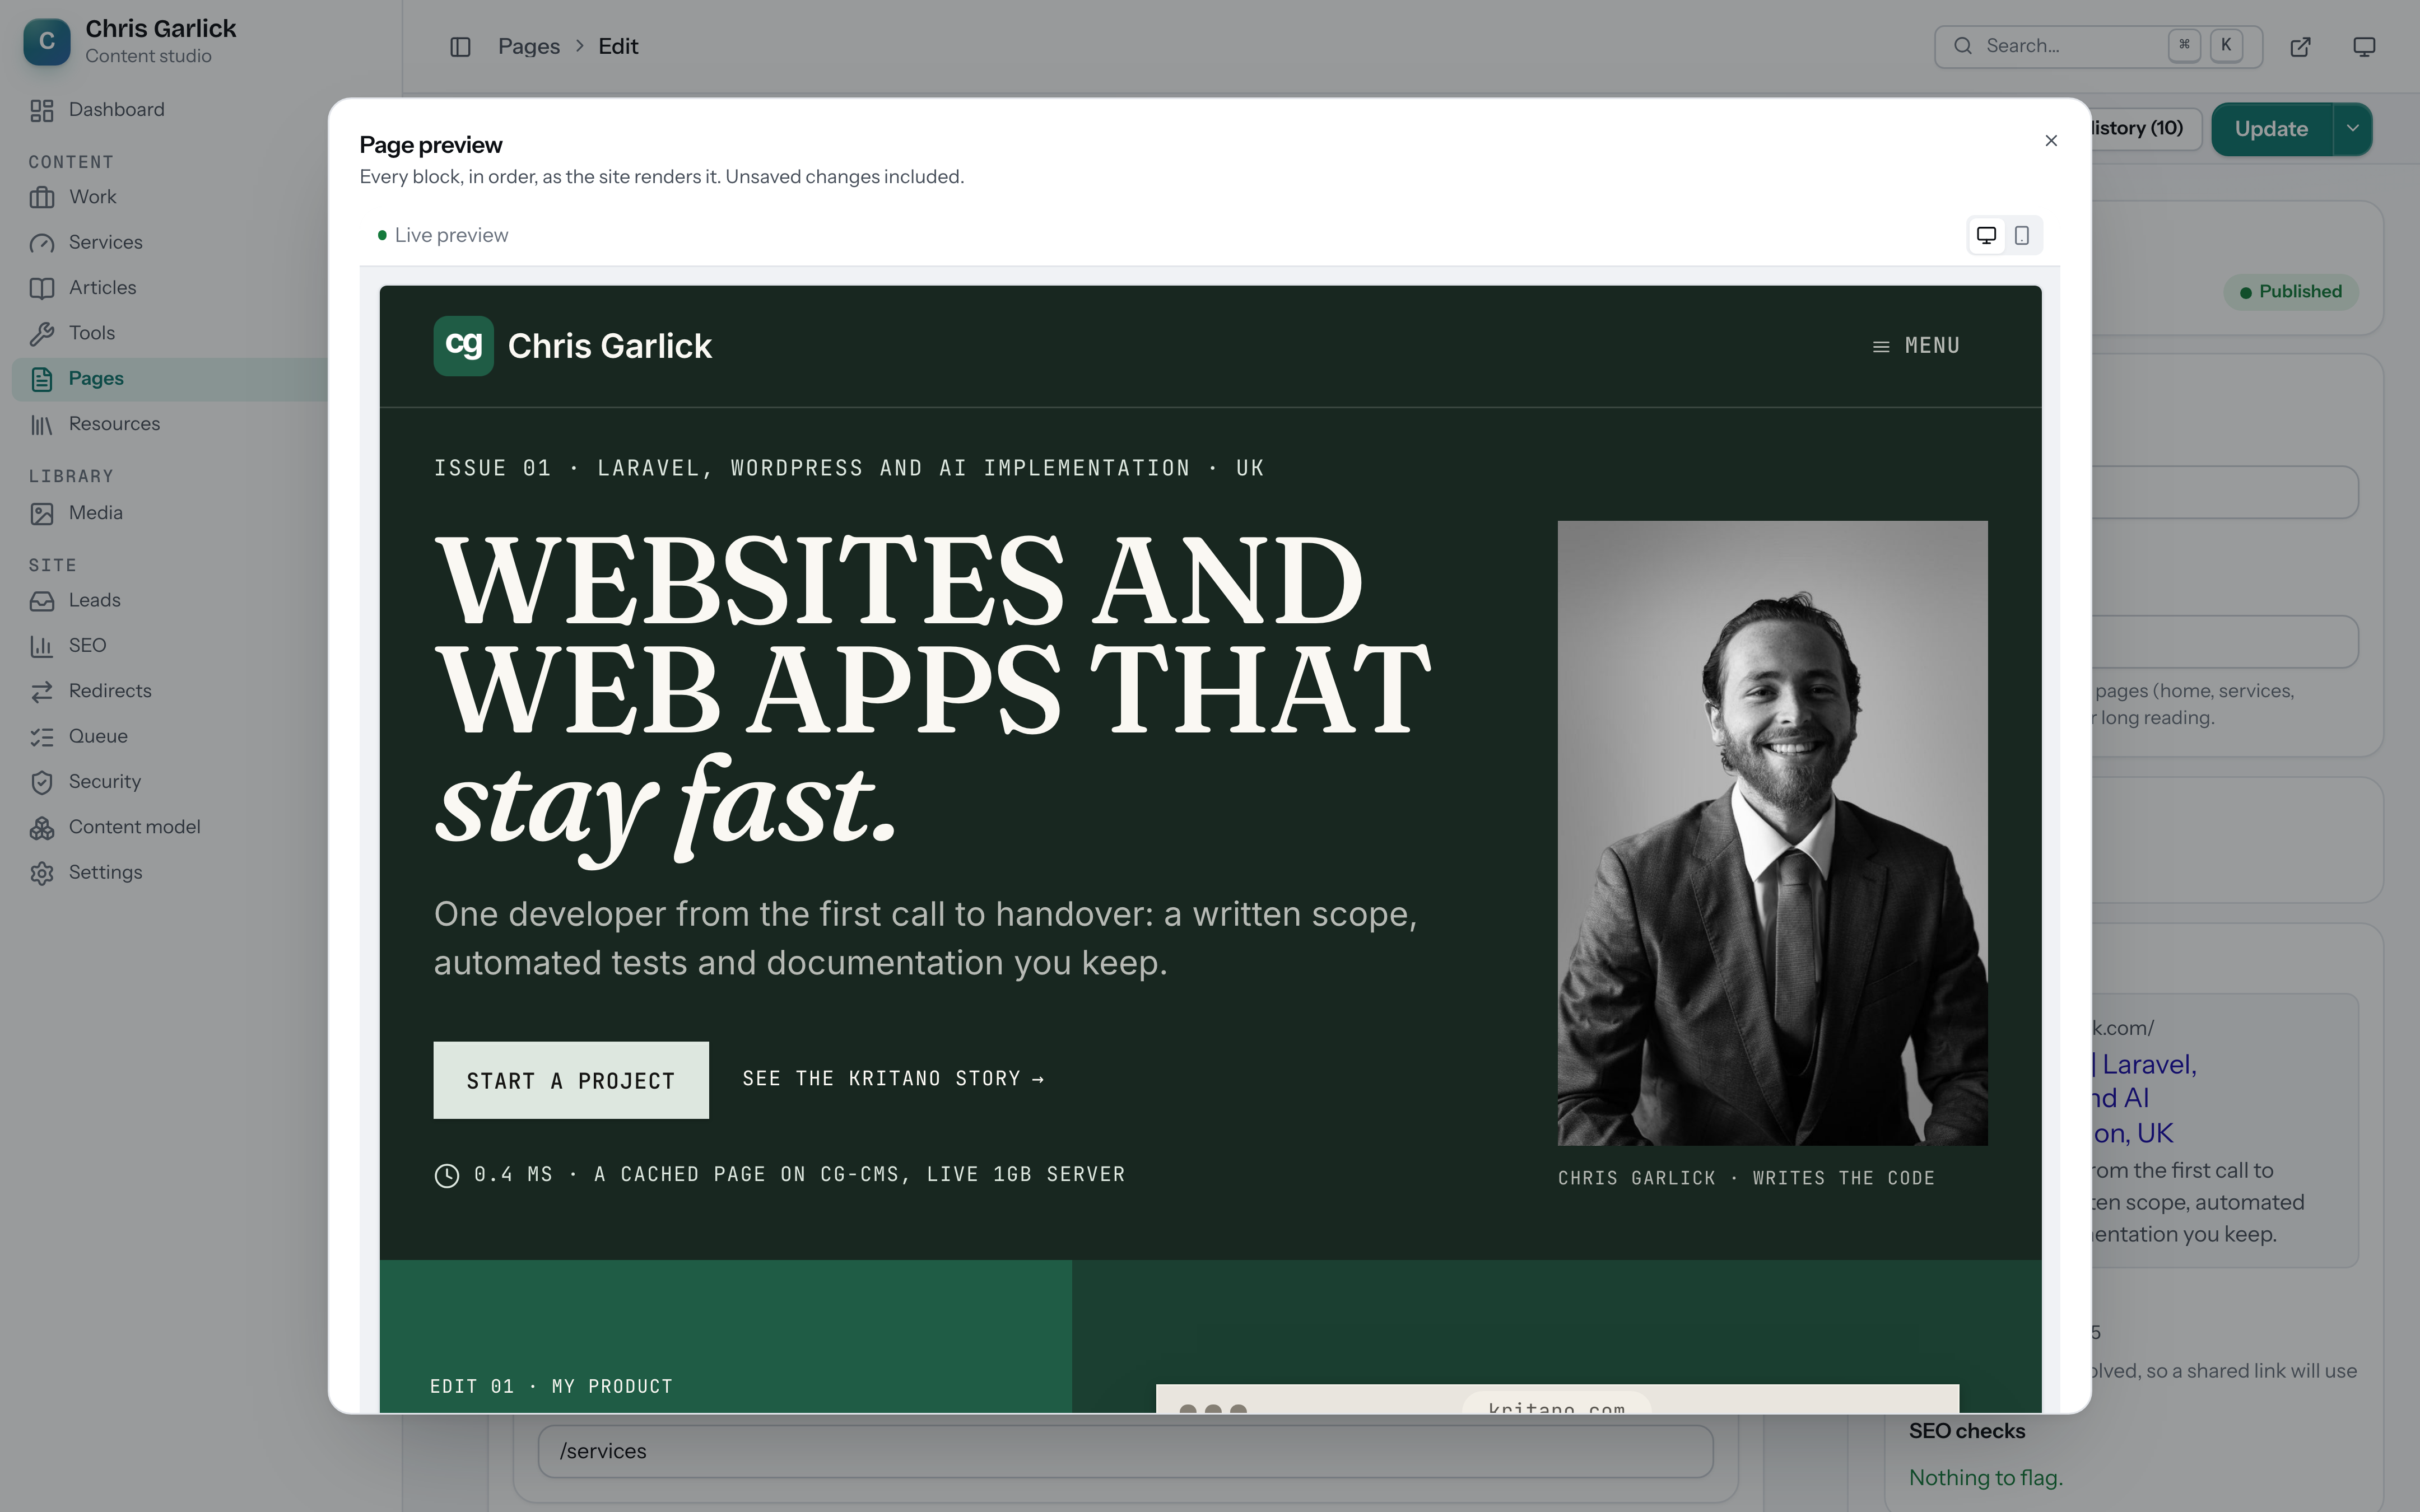 C
Chris Garlick
Content studio
Dashboard
CONTENT
Work
Services
Articles
Tools
Pages
Resources
LIBRARY
Media
SITE
Leads
SEO
Redirects
Queue
Security
Content model
Settings
Pages > Edit
Search...
⌘ K
History (10)
Update
Published
Page preview
Every block, in order, as the site renders it. Unsaved changes included.
Live preview
cg Chris Garlick
MENU
ISSUE 01 · LARAVEL, WORDPRESS AND AI IMPLEMENTATION · UK
WEBSITES AND
WEB APPS THAT
stay fast.
One developer from the first call to handover: a written scope,
automated tests and documentation you keep.
START A PROJECT
SEE THE KRITANO STORY →
0.4 MS · A CACHED PAGE ON CG-CMS, LIVE 1GB SERVER
CHRIS GARLICK · WRITES THE CODE
EDIT 01 · MY PRODUCT
kritano.com
pages (home, services,
r long reading.
k.com/
| Laravel,
nd AI
on, UK
rom the first call to
ten scope, automated
entation you keep.
5
olved, so a shared link will use
SEO checks
Nothing to flag.
/services